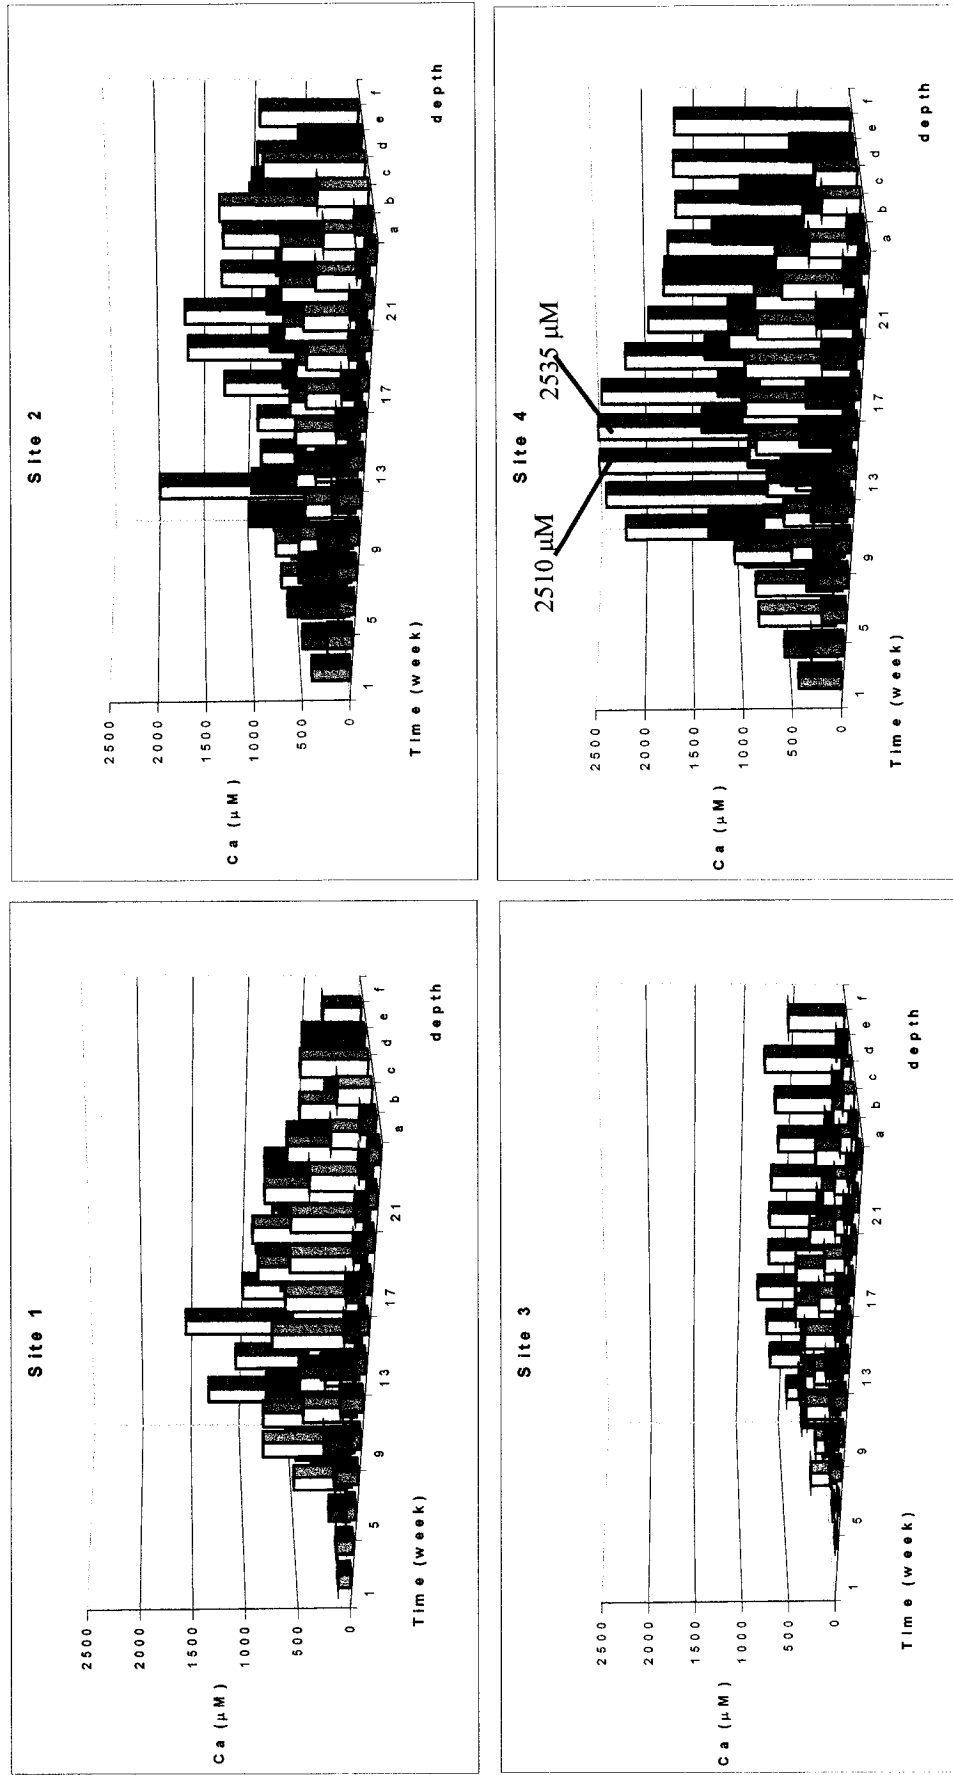 Site 1
Ca (µM)
2500
2000
1500
1000
500
0
1
5
9
13
17
21
a
b
c
d
e
f
Time (week)
depth
Site 2
Ca (µM)
2500
2000
1500
1000
500
0
1
5
9
13
17
21
a
b
c
d
e
f
Time (week)
depth
Site 3
Ca (µM)
2500
2000
1500
1000
500
0
1
5
9
13
17
21
a
b
c
d
e
f
Time (week)
depth
Site 4
Ca (µM)
2500
2000
1500
1000
500
0
2510 µM
2535 µM
1
5
9
13
17
21
a
b
c
d
e
f
Time (week)
depth